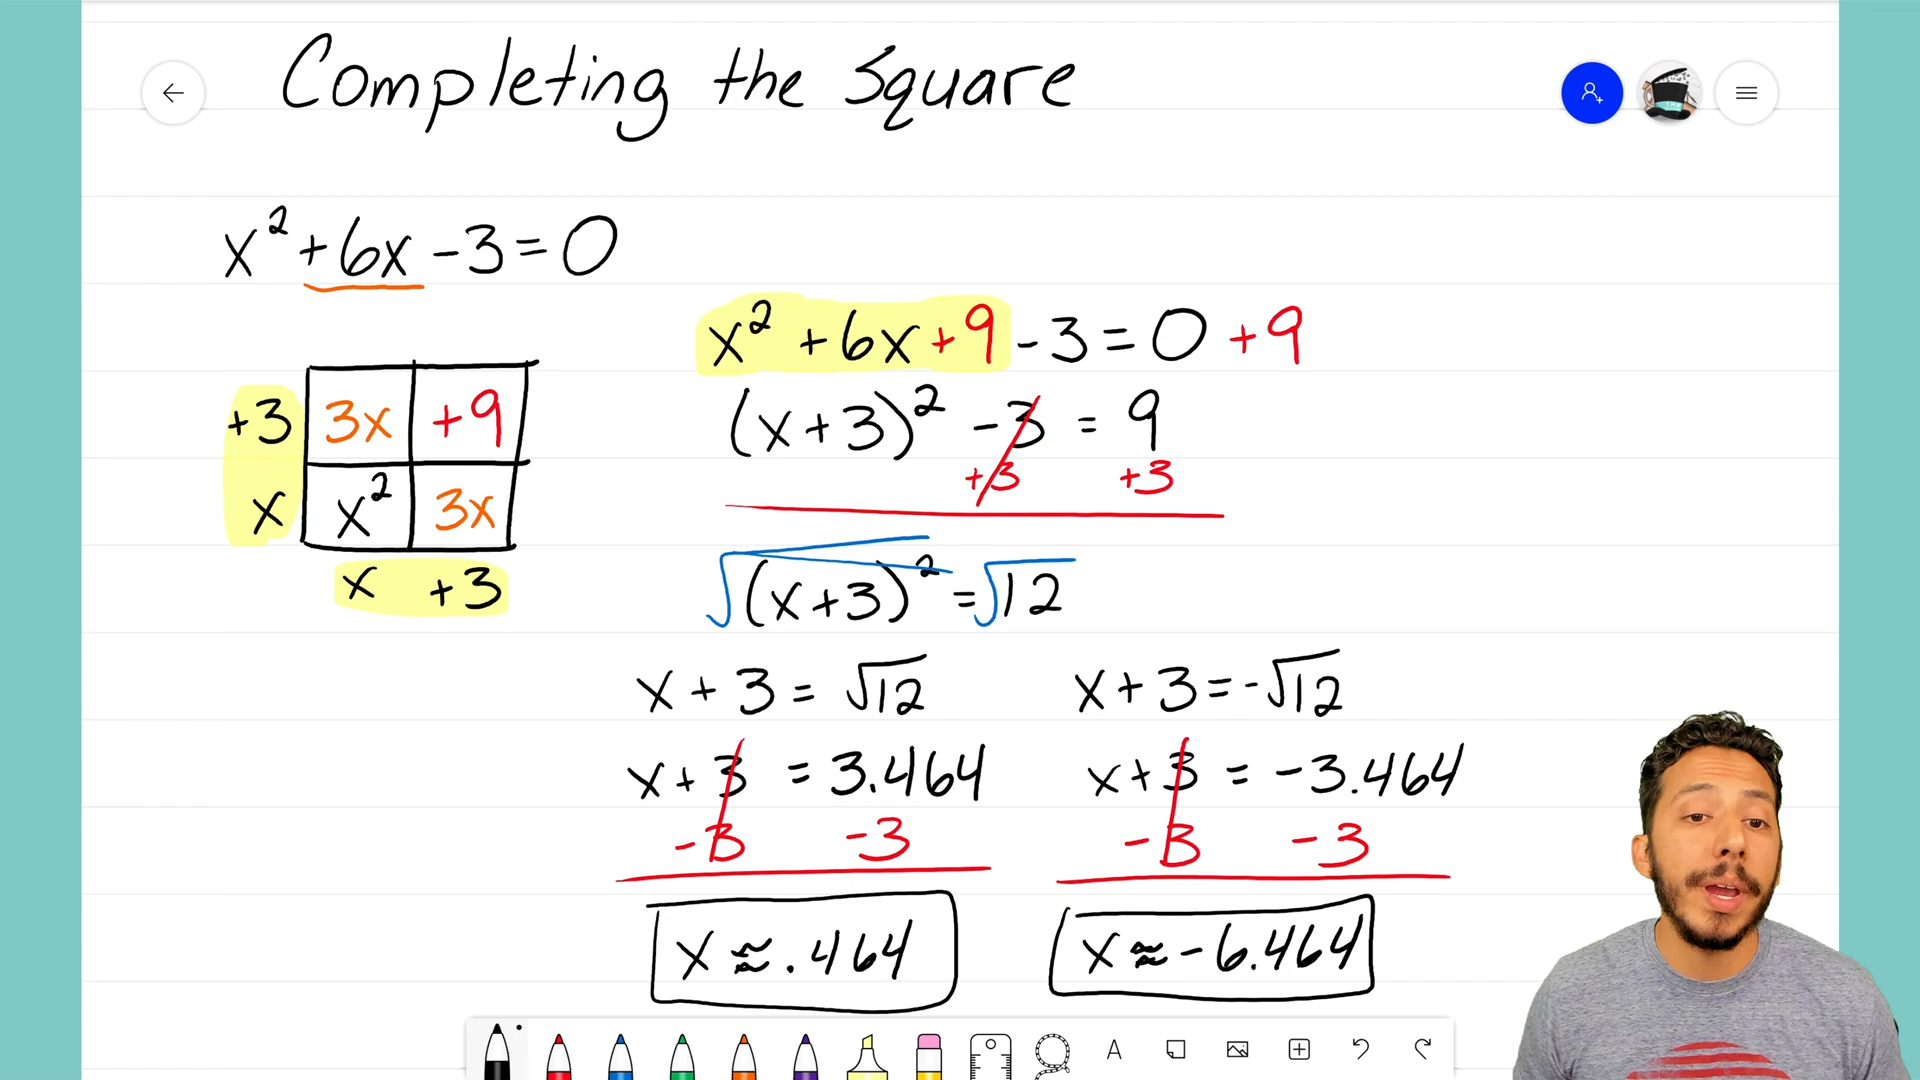 Completing the Square
x² + 6x - 3 = 0
+3 3x +9
x x² 3x
x +3
x² + 6x + 9 - 3 = 0 + 9
(x+3)² - 3 = 9
+3 +3
√(x+3)² = √12
x + 3 = √12
x + 3 = 3.464
-3 -3
x ≈ .464
x + 3 = -√12
x + 3 = -3.464
-3 -3
x ≈ -6.464
A